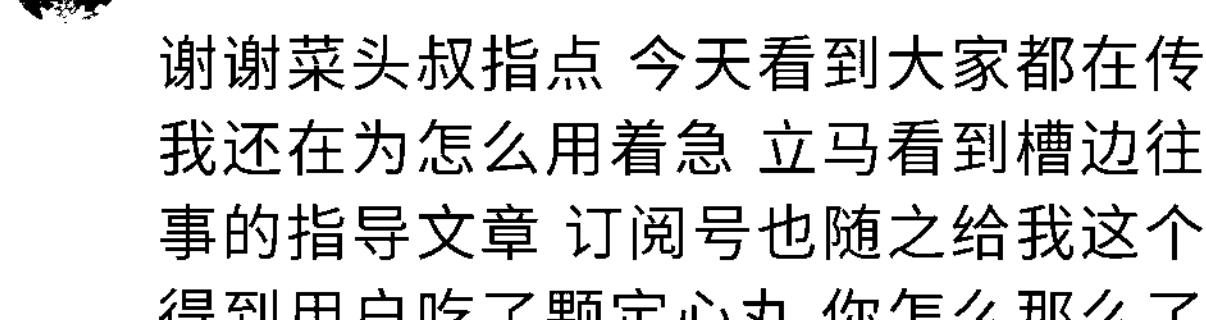 谢谢菜头叔指点 今天看到大家都在传
我还在为怎么用着急 立马看到槽边往
事的指导文章 订阅号也随之给我这个
得到用户吃了颗定心丸 你怎么那么了